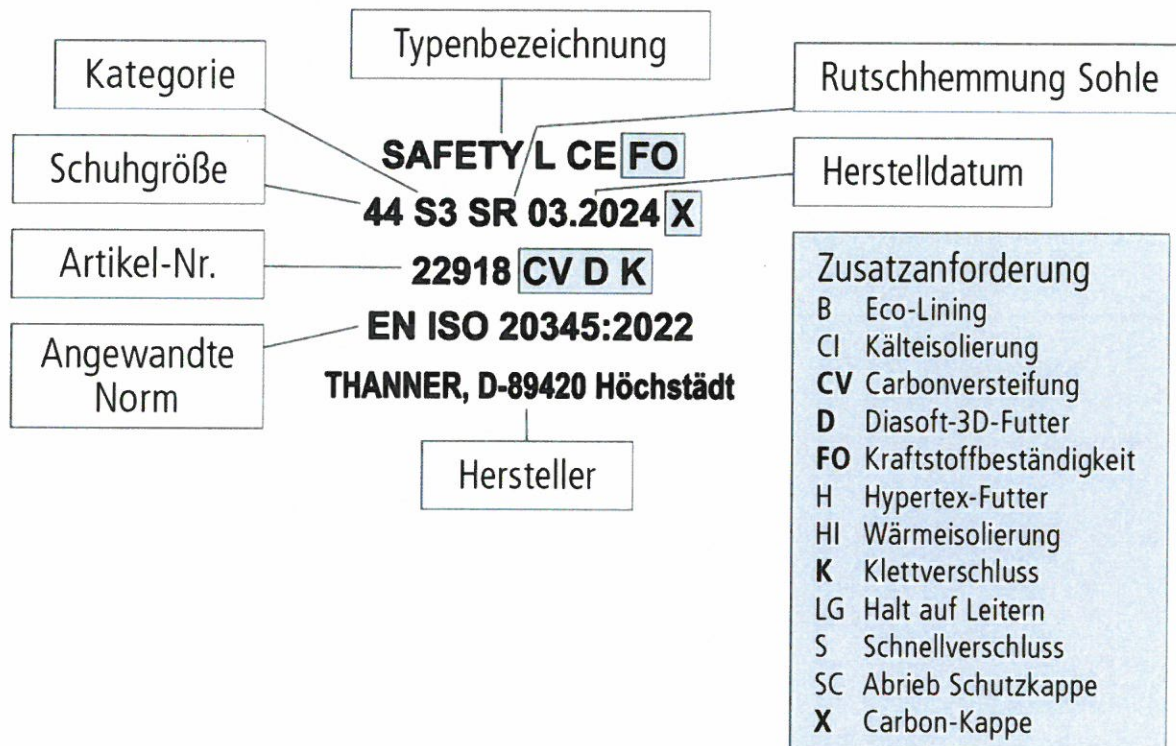 Typenbezeichnung
Kategorie
Rutschhemmung Sohle
SAFETY L CE FO
Schuhgröße
Herstelldatum
44 S3 SR 03.2024 X
Artikel-Nr.
22918 CV D K
EN ISO 20345:2022
Angewandte
Norm
THANNER, D-89420 Höchstädt
Hersteller
Zusatzanforderung
B Eco-Lining
CI Kälteisolierung
CV Carbonversteifung
D Diasoft-3D-Futter
FO Kraftstoffbeständigkeit
H Hypertex-Futter
HI Wärmeisolierung
K Klettverschluss
LG Halt auf Leitern
S Schnellverschluss
SC Abrieb Schutzkappe
X Carbon-Kappe